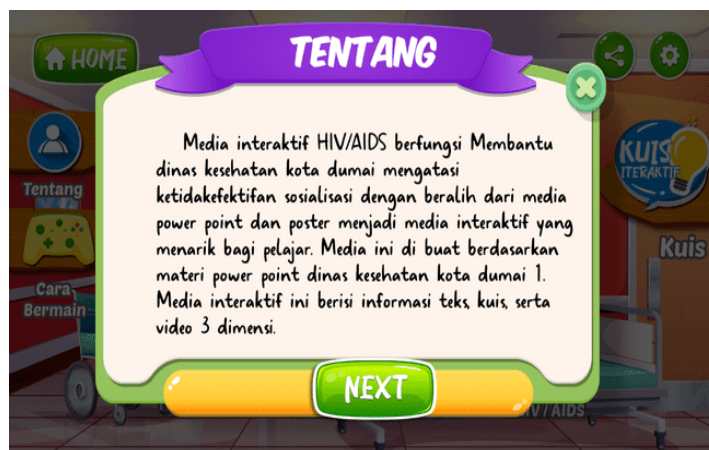 HOME
TENTANG
Media interaktif HIV/AIDS berfungsi Membantu
dinas kesehatan kota dumai mengatasi
ketidakefektifan sosialisasi dengan beralih dari media
power point dan poster menjadi media interaktif yang
menarik bagi pelajar. Media ini di buat berdasarkan
materi power point dinas kesehatan kota dumai 1.
Media interaktif ini berisi informasi teks, kuis, serta
video 3 dimensi.
Tentang
Cara
Bermain
KUIS
ITERAKTIF
Kuis
NEXT
IV/AIDS